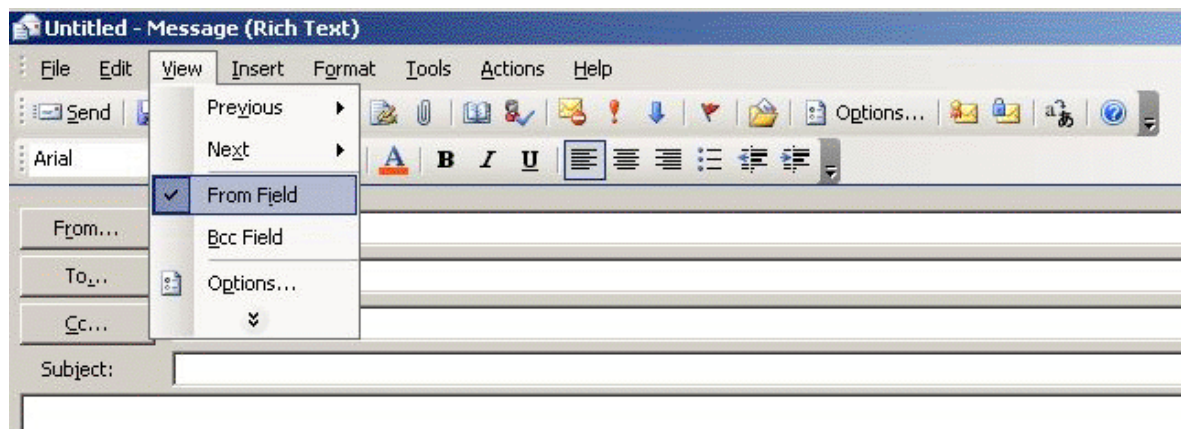 Untitled - Message (Rich Text)
File Edit View Insert Format Tools Actions Help
Send Options...
Arial A B I U
Previous
Next
From Field
Bcc Field
Options...
From...
To...
Cc...
Subject: